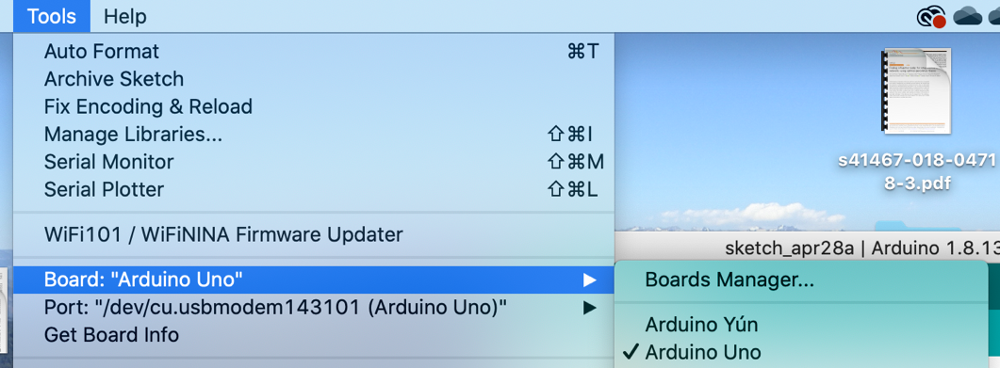 Tools Help
Auto Format ⌘T
Archive Sketch
Fix Encoding & Reload
Manage Libraries... ⇧⌘I
Serial Monitor ⇧⌘M
Serial Plotter ⇧⌘L
WiFi101 / WiFiNINA Firmware Updater
Board: "Arduino Uno" ▶
Port: "/dev/cu.usbmodem143101 (Arduino Uno)" ▶
Get Board Info
s41467-018-0471
8-3.pdf
sketch_apr28a | Arduino 1.8.13
Boards Manager...
Arduino Yún
✓ Arduino Uno